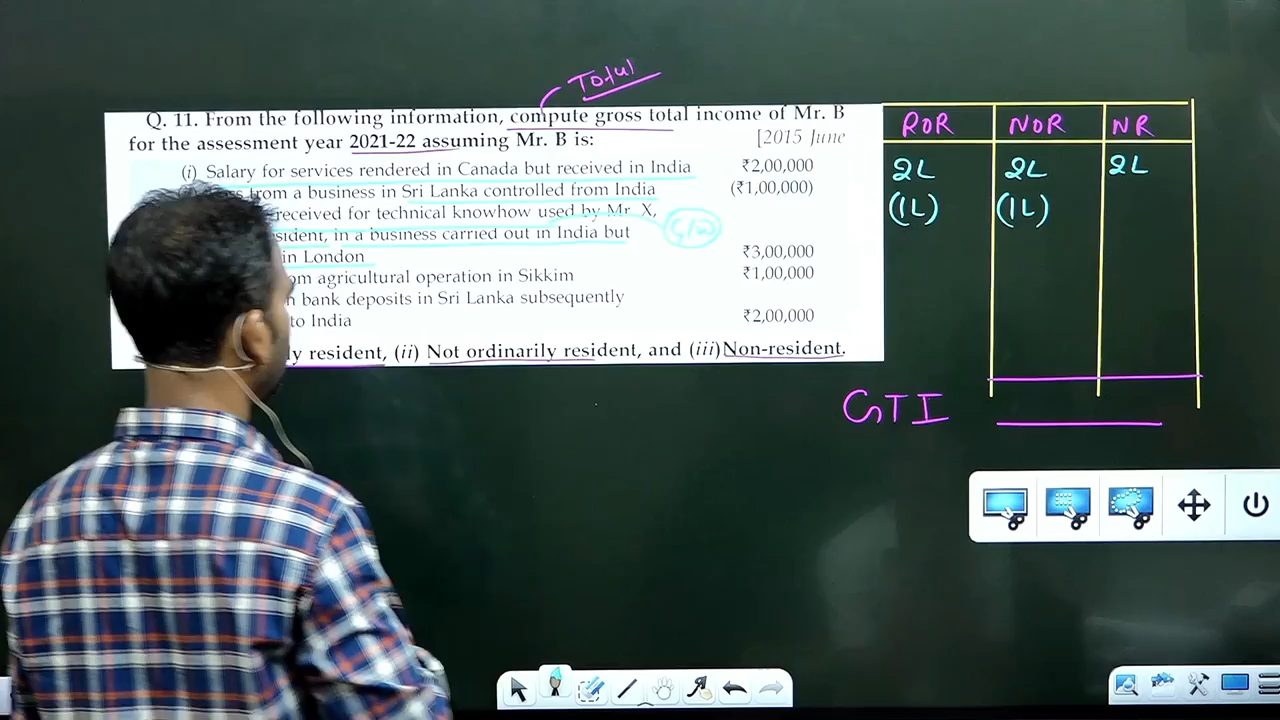 Total
Q. 11. From the following information, compute gross total income of Mr. B
for the assessment year 2021-22 assuming Mr. B is: [2015 June
(i) Salary for services rendered in Canada but received in India ₹2,00,000
from a business in Sri Lanka controlled from India (₹1,00,000)
received for technical knowhow used by Mr. X,
in a business carried out in India but
in London ₹3,00,000
agricultural operation in Sikkim ₹1,00,000
bank deposits in Sri Lanka subsequently
to India ₹2,00,000
resident, (ii) Not ordinarily resident, and (iii) Non-resident.
ROR NOR NR
2L 2L 2L
(1L) (1L)
GTI